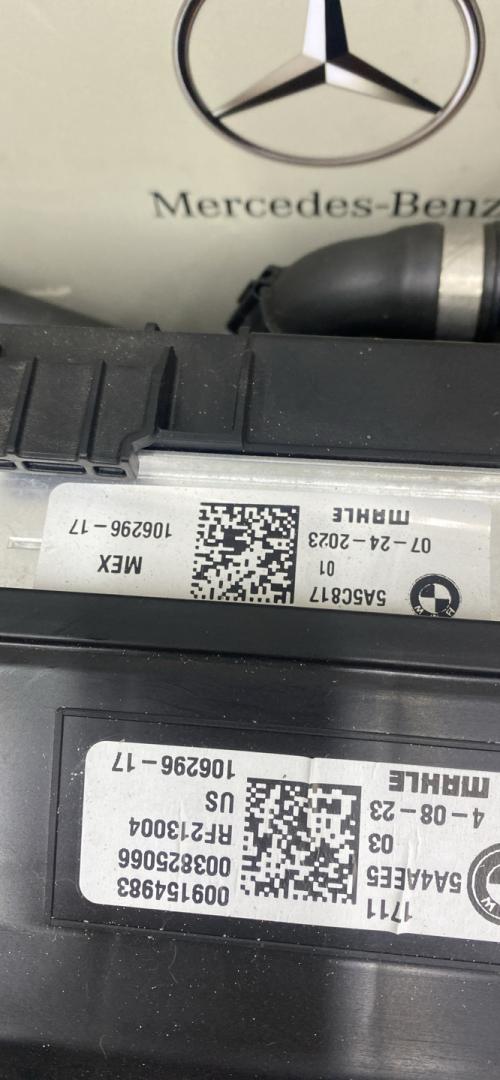 Mercedes-Benz
5A5C817
01
07-24-2023
MAHLE
MEX
106296-17
1711
5A4AEE5
03
4-08-23
MAHLE
009154983
003825066
RF213004
US
106296-17